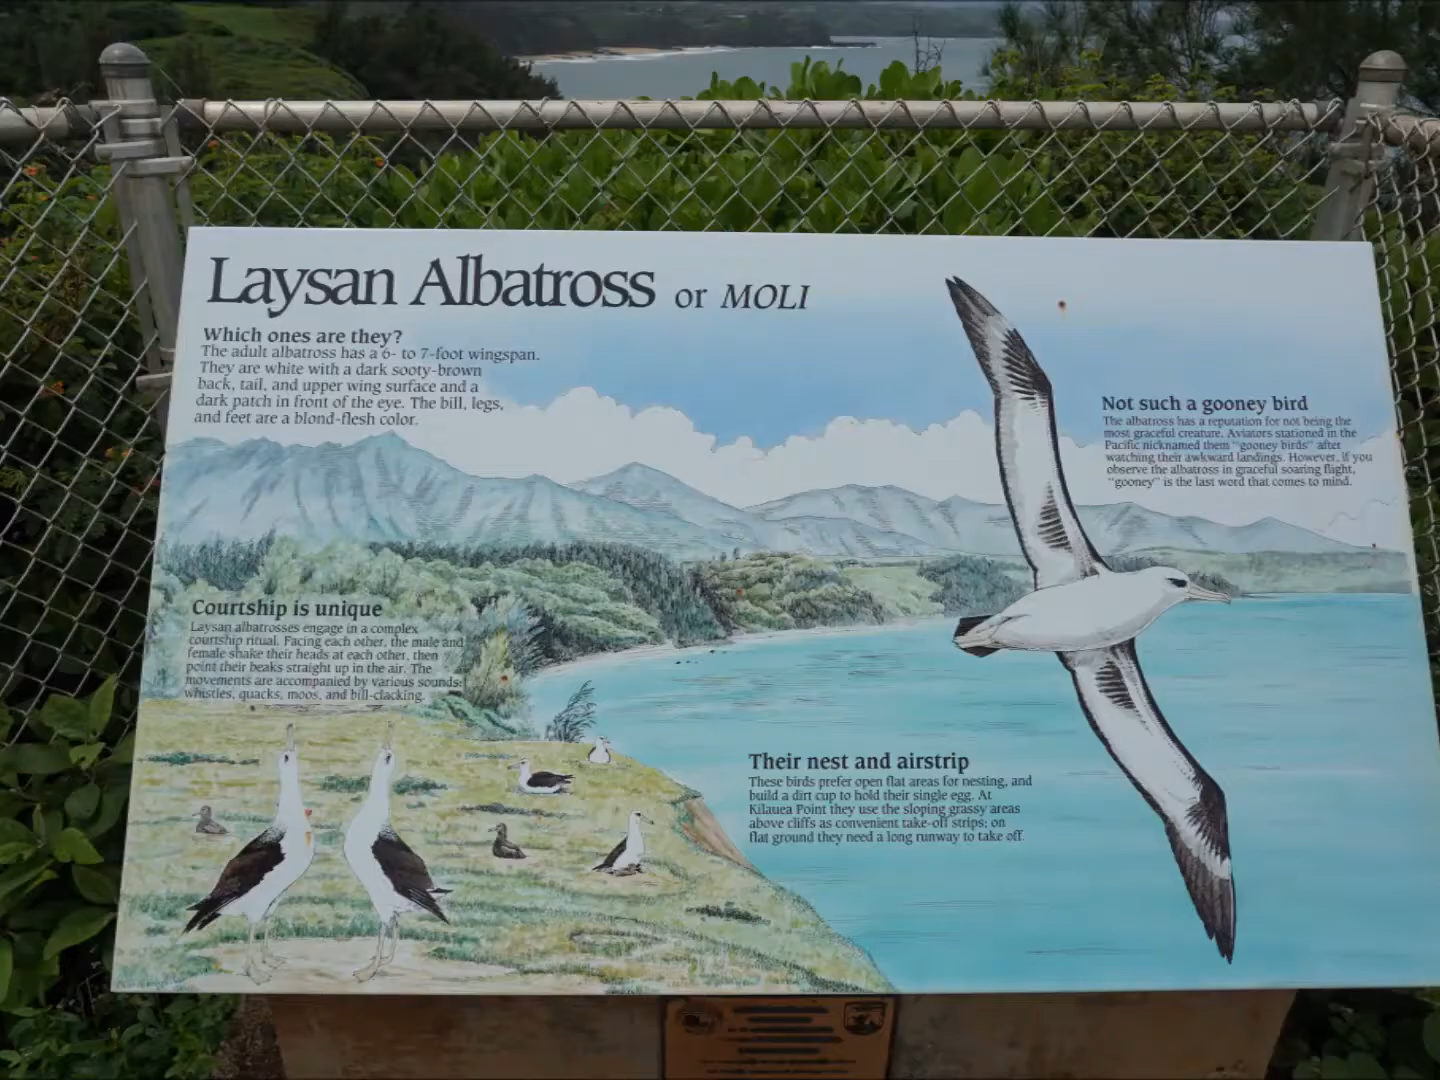 Laysan Albatross or MOLI
Which ones are they?
The adult albatross has a 6- to 7-foot wingspan.
They are white with a dark sooty-brown
back, tail, and upper wing surface and a
dark patch in front of the eye. The bill, legs,
and feet are a blond-flesh color.
Not such a gooney bird
The albatross has a reputation for not being the
most graceful creature. Aviators stationed in the
Pacific nicknamed them "gooney birds" after
watching their awkward landings. However, if you
observe the albatross in graceful soaring flight,
"gooney" is the last word that comes to mind.
Courtship is unique
Laysan albatrosses engage in a complex
courtship ritual. Facing each other, the male and
female shake their heads at each other, then
point their beaks straight up in the air. The
movements are accompanied by various sounds:
whistles, quacks, moos, and bill-clacking.
Their nest and airstrip
These birds prefer open flat areas for nesting, and
build a dirt cup to hold their single egg. At
Kilauea Point they use the sloping grassy areas
above cliffs as convenient take-off strips; on
flat ground they need a long runway to take off.